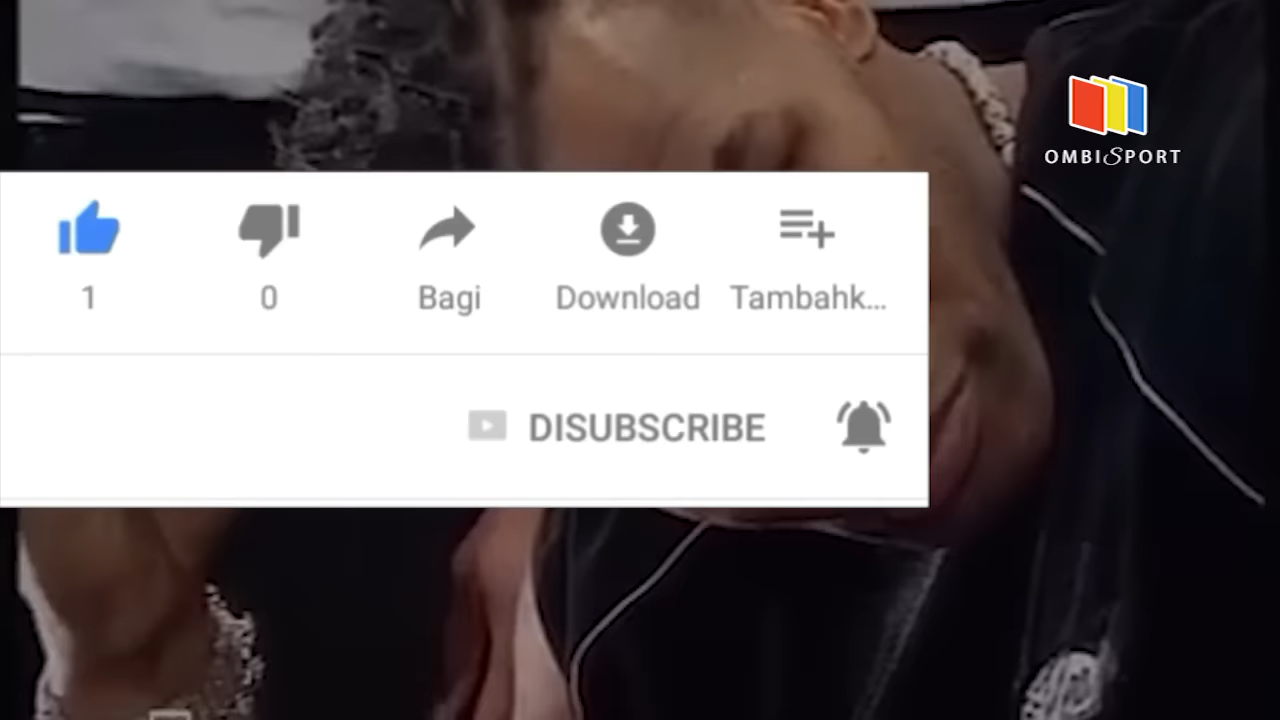 OMBISPORT
1
0
Bagi
Download
Tambahk...
DISUBSCRIBE